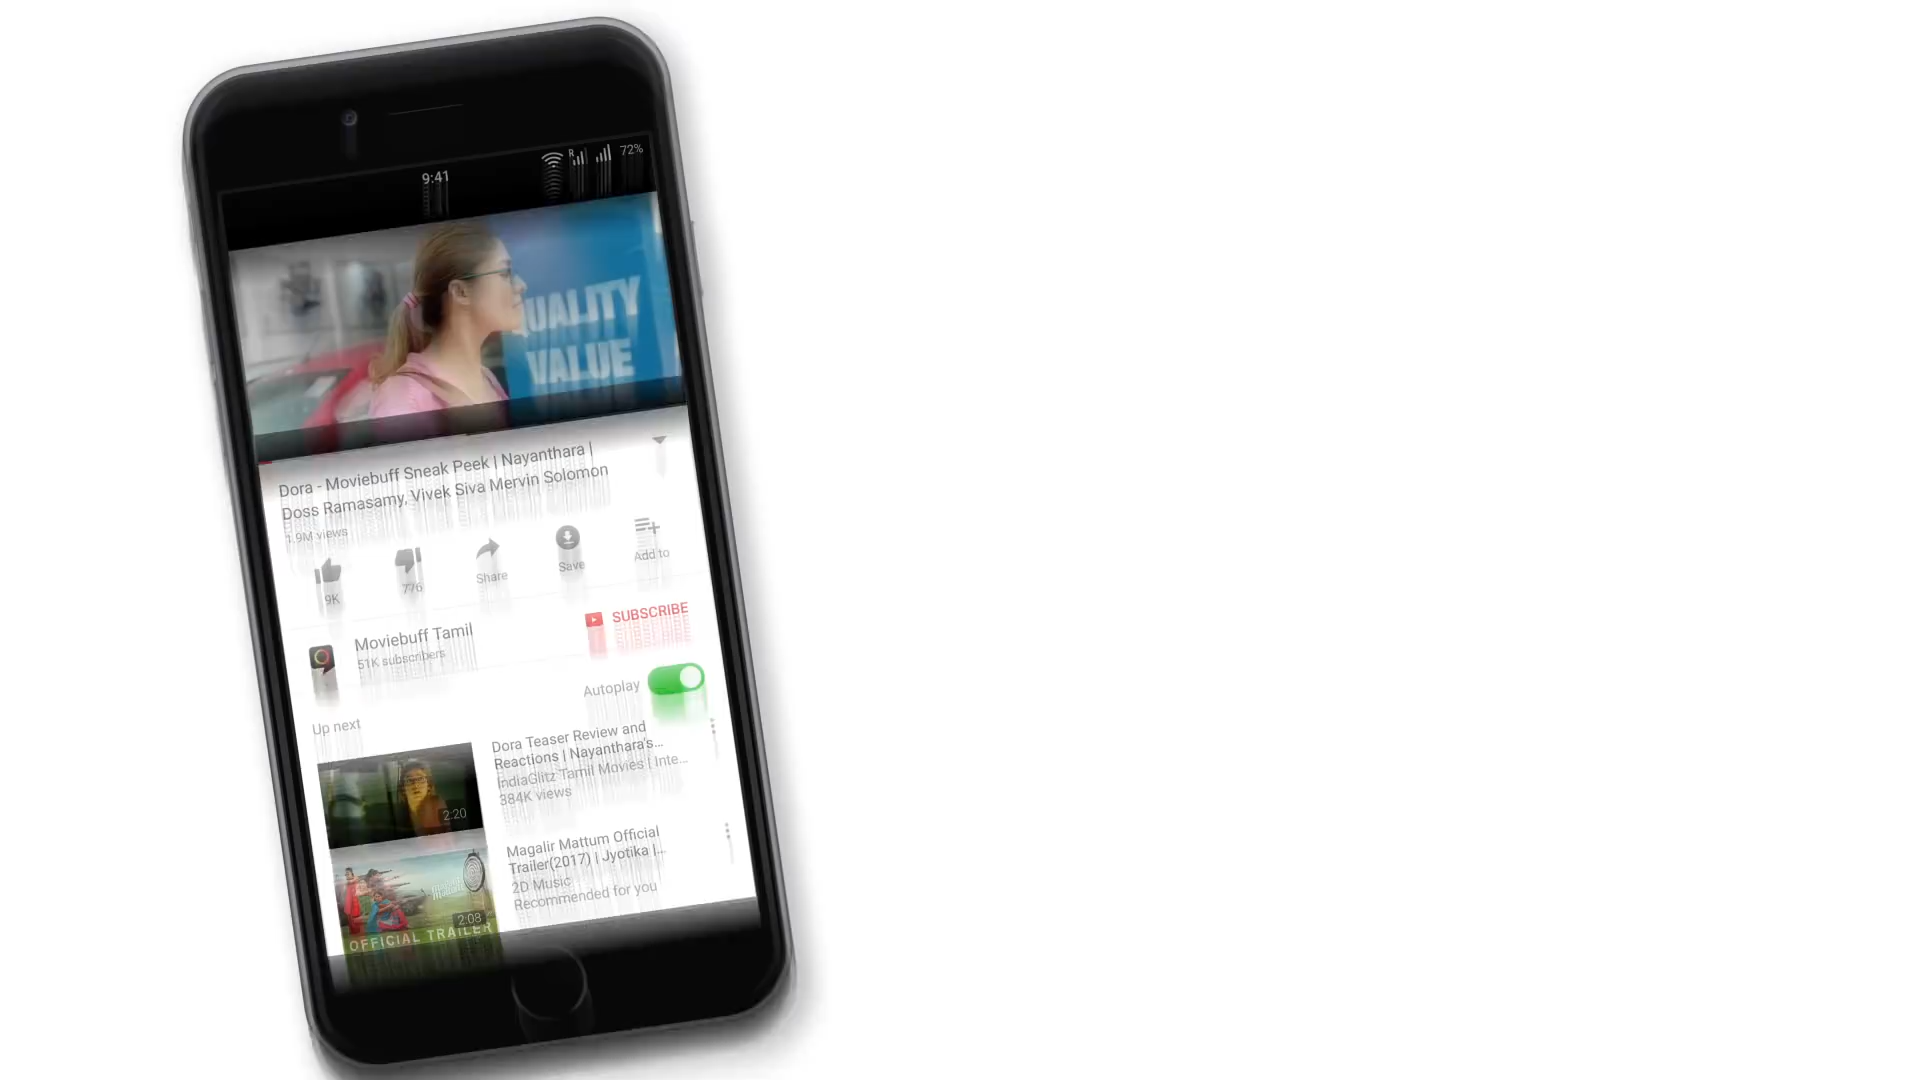 9:41
R
72%
QUALITY
VALUE
Dora - Moviebuff Sneak Peek | Nayanthara |
Doss Ramasamy, Vivek Siva Mervin Solomon
1.9M views
9K
776
Share
Save
Add to
Moviebuff Tamil
51K subscribers
SUBSCRIBE
Autoplay
Up next
2:20
Dora Teaser Review and
Reactions | Nayanthara's...
IndiaGlitz Tamil Movies | Inte...
384K views
2:08
OFFICIAL TRAILER
Magalir Mattum Official
Trailer(2017) | Jyotika |...
2D Music
Recommended for you